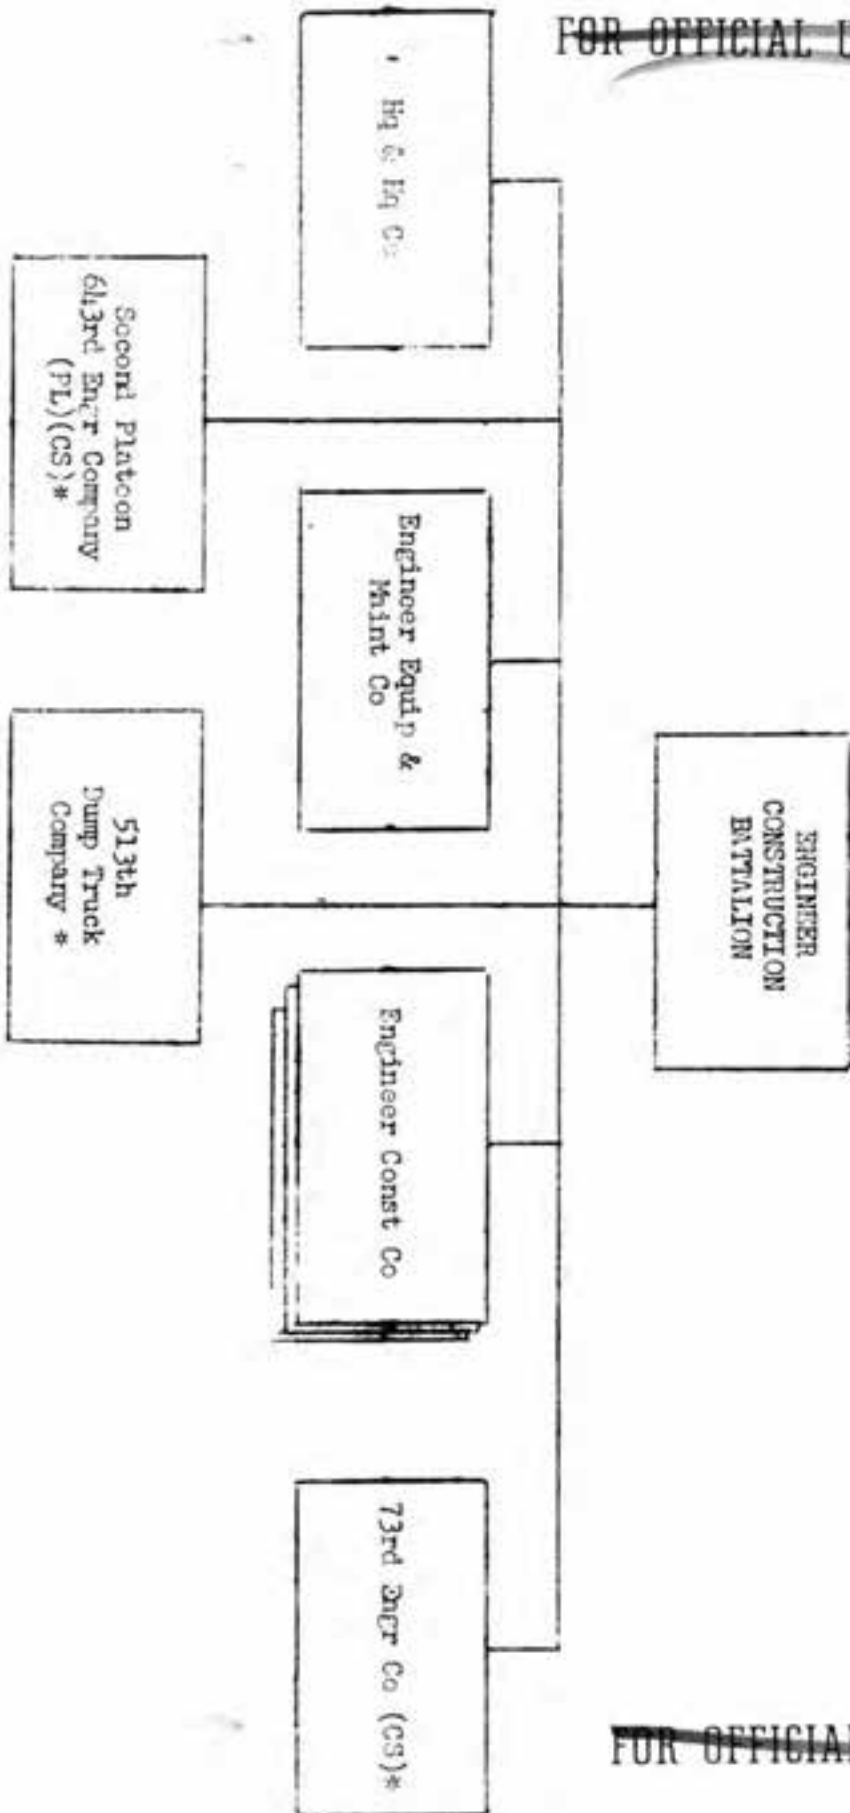 FOR OFFICIAL U
ENGINEER
CONSTRUCTION
BATTALION
Hq & Hq Co
Engineer Equip &
Maint Co
Engineer Const Co
73rd Engr Co (CS)*
Second Platoon
643rd Engr Company
(PL)(CS)*
513th
Dump Truck
Company *
FOR OFFICIAL